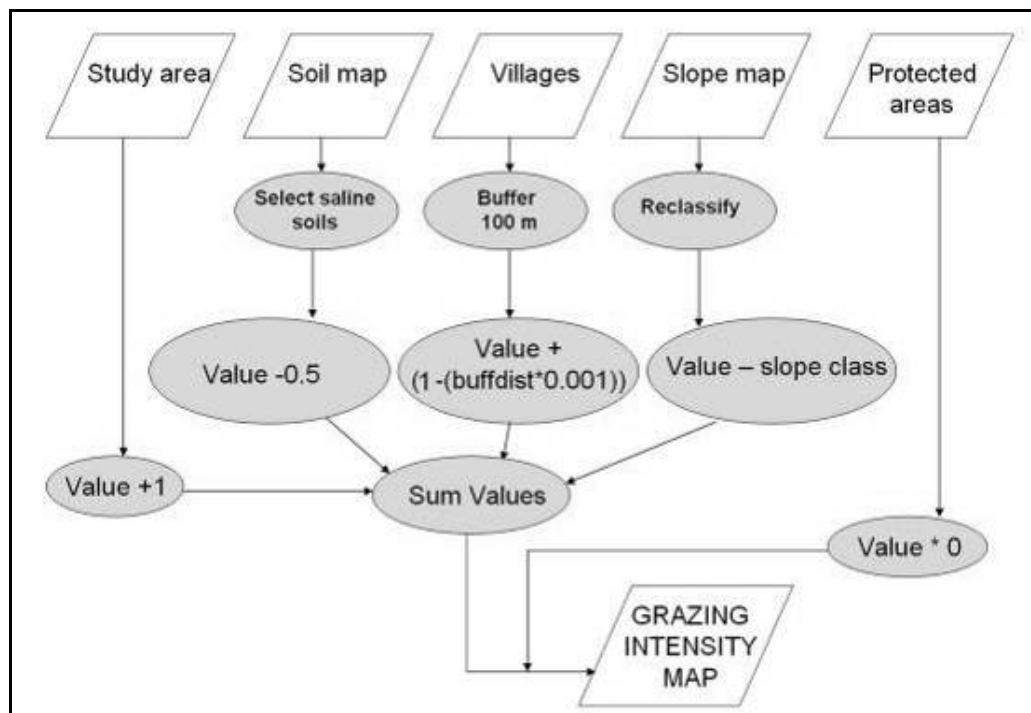 Study area
Soil map
Villages
Slope map
Protected
areas
Select saline
soils
Buffer
100 m
Reclassify
Value -0.5
Value +
(1-(buffdist*0.001))
Value – slope class
Value +1
Sum Values
Value * 0
GRAZING
INTENSITY
MAP